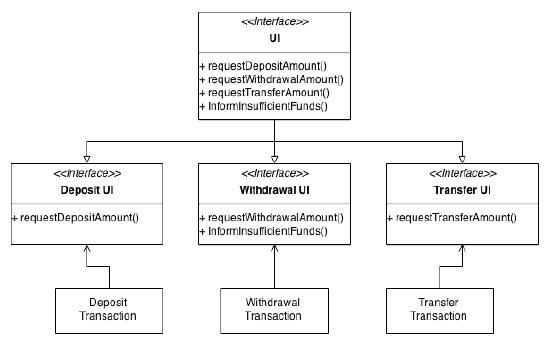 <<Interface>>
UI
+ requestDepositAmount()
+ requestWithdrawalAmount()
+ requestTransferAmount()
+ InformInsufficientFunds()
<<Interface>>
Deposit UI
+ requestDepositAmount()
<<Interface>>
Withdrawal UI
+ requestWithdrawalAmount()
+ InformInsufficientFunds()
<<Interface>>
Transfer UI
+ requestTransferAmount()
Deposit
Transaction
Withdrawal
Transaction
Transfer
Transaction